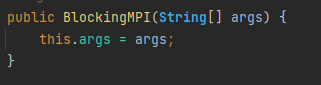 public BlockingMPI(String[] args) {
    this.args = args;
}